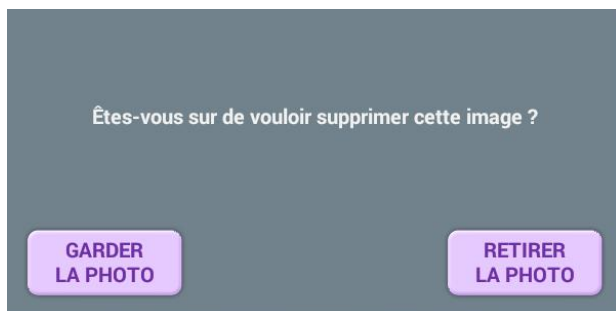 Êtes-vous sur de vouloir supprimer cette image ?
GARDER
LA PHOTO
RETIRER
LA PHOTO